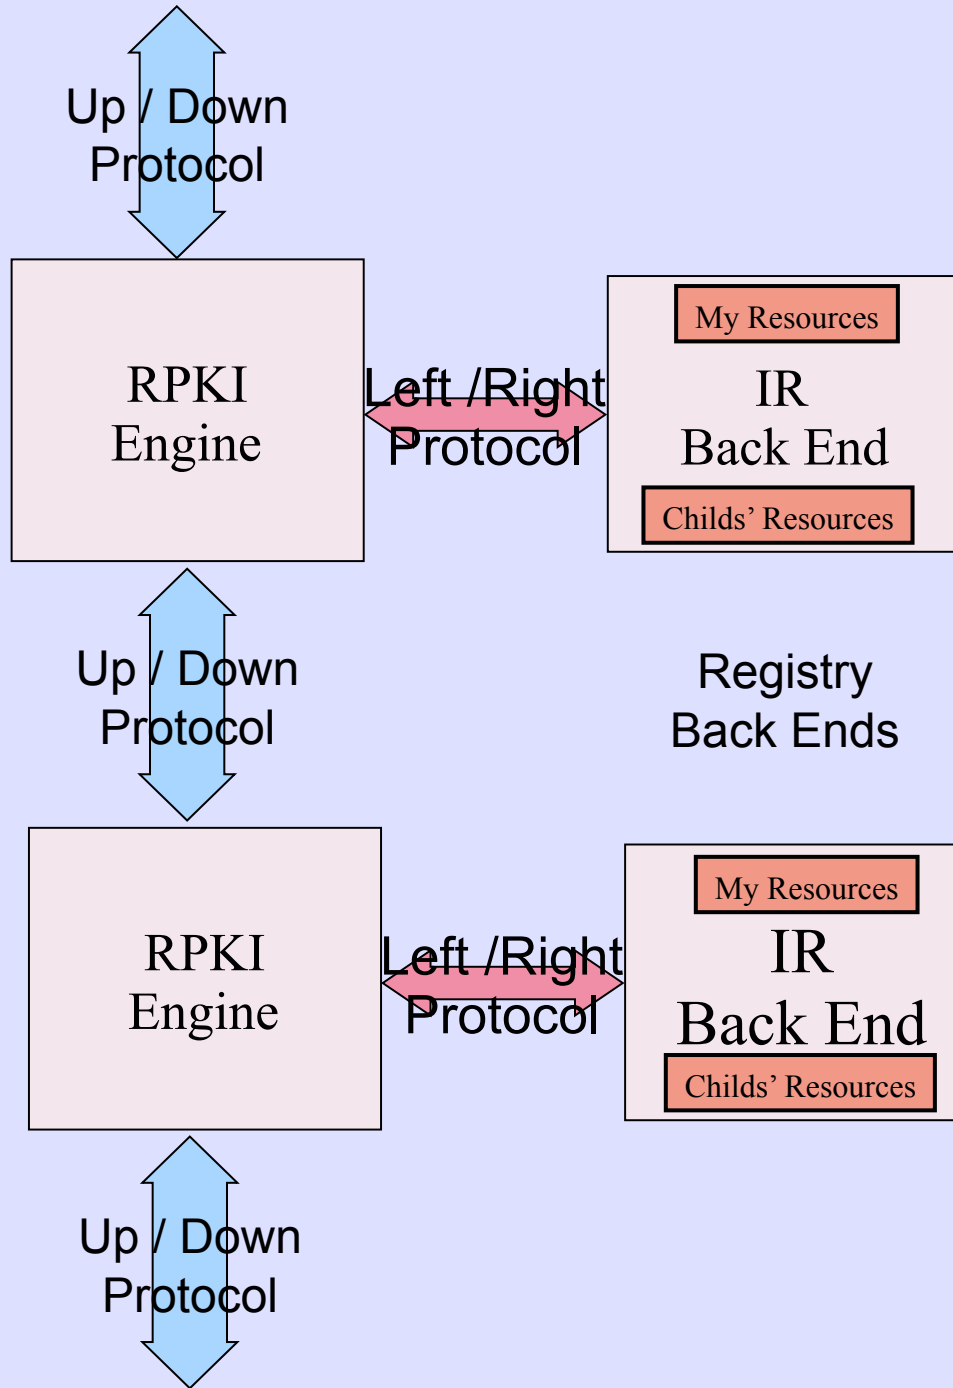 Up / Down
Protocol
RPKI
Engine
Left /Right
Protocol
My Resources
IR
Back End
Childs’ Resources
Up / Down
Protocol
Registry
Back Ends
RPKI
Engine
Left /Right
Protocol
My Resources
IR
Back End
Childs’ Resources
Up / Down
Protocol